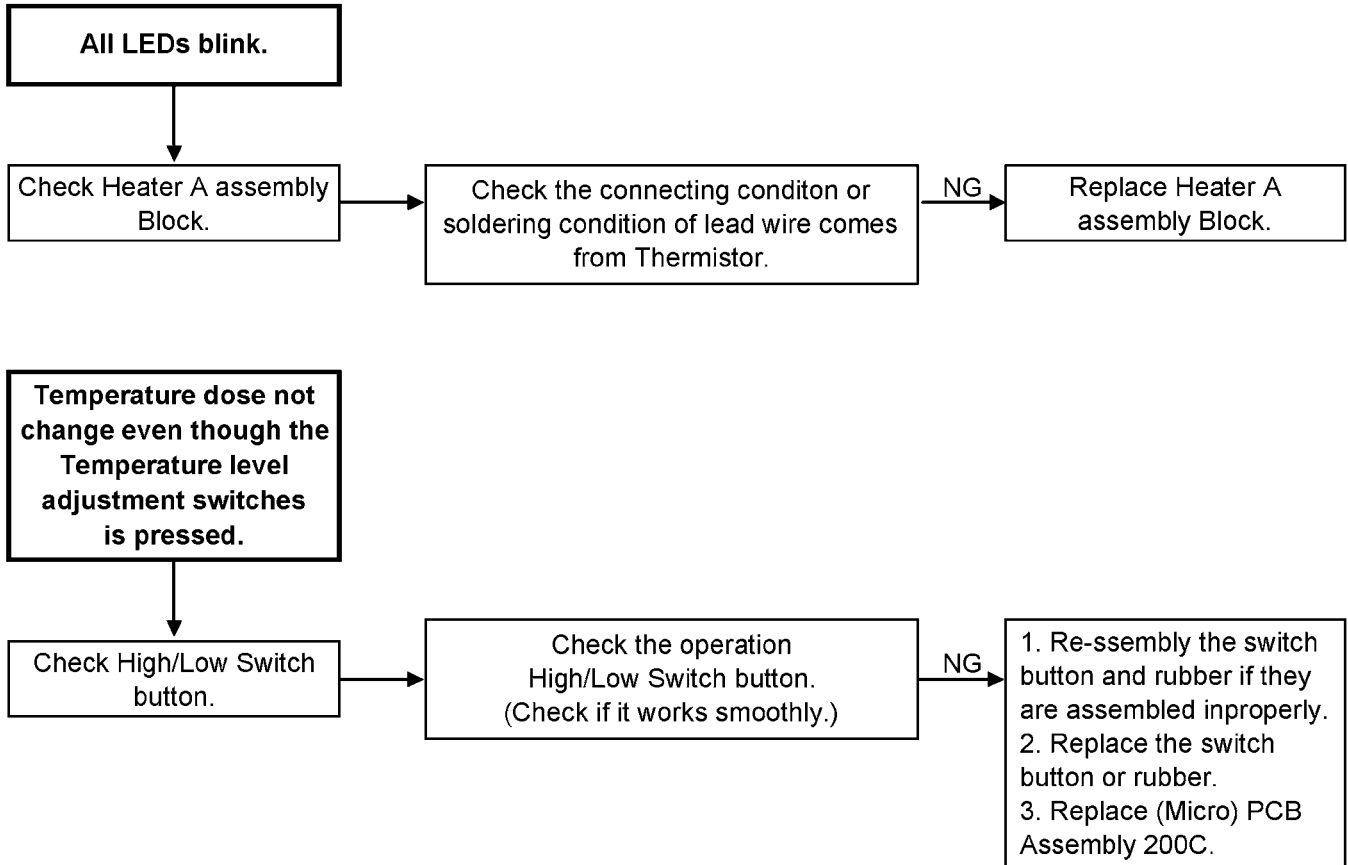 All LEDs blink.
Check Heater A assembly
Block.
Check the connecting conditon or
soldering condition of lead wire comes
from Thermistor.
NG
Replace Heater A
assembly Block.
Temperature dose not
change even though the
Temperature level
adjustment switches
is pressed.
Check High/Low Switch
button.
Check the operation
High/Low Switch button.
(Check if it works smoothly.)
NG
1. Re-ssembly the switch
button and rubber if they
are assembled inproperly.
2. Replace the switch
button or rubber.
3. Replace (Micro) PCB
Assembly 200C.